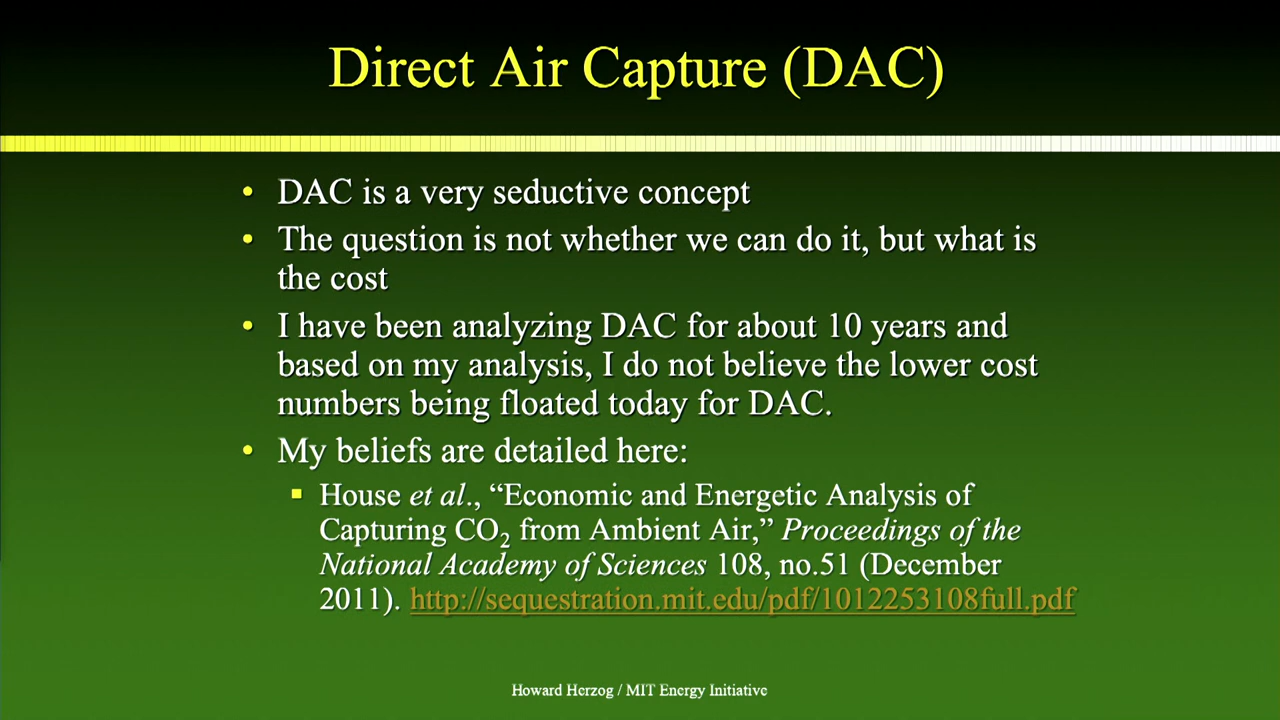 Direct Air Capture (DAC)
• DAC is a very seductive concept
• The question is not whether we can do it, but what is
the cost
• I have been analyzing DAC for about 10 years and
based on my analysis, I do not believe the lower cost
numbers being floated today for DAC.
• My beliefs are detailed here:
▪ House et al., “Economic and Energetic Analysis of
Capturing CO₂ from Ambient Air,” Proceedings of the
National Academy of Sciences 108, no.51 (December
2011). http://sequestration.mit.edu/pdf/1012253108full.pdf
Howard Herzog / MIT Energy Initiative